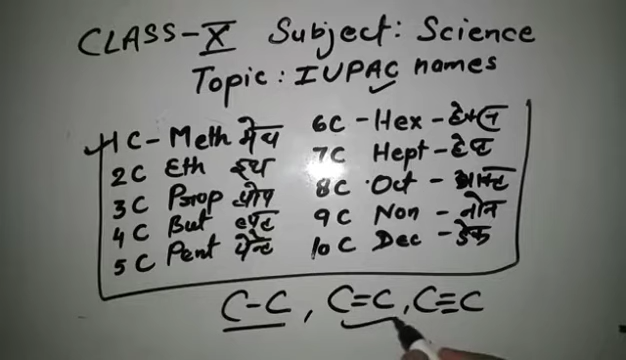 CLASS-X Subject: Science
Topic: IUPAC names
1C - Meth मेथ
2C Eth इथ
3C Prop प्रोप
4C But ब्यूट
5C Pent पेन्ट
6C - Hex - हेक्स
7C Hept - हेप्ट
8C Oct - आक्ट
9C Non - नोन
10C Dec - डेक
C-C, C=C, C≡C